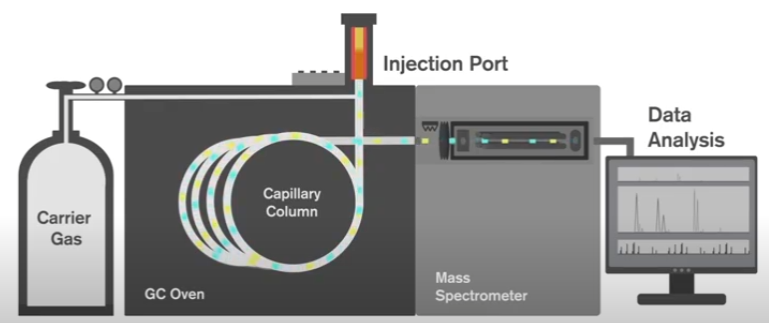 Injection Port
Data
Analysis
Carrier
Gas
Capillary
Column
GC Oven
Mass
Spectrometer